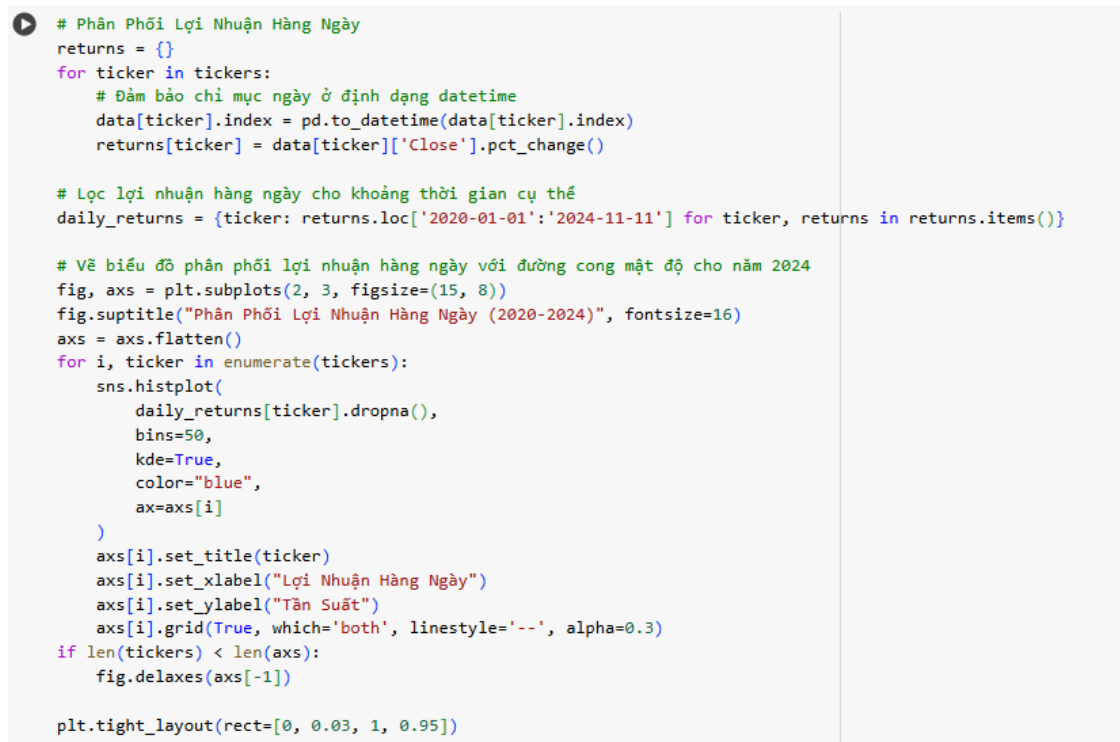 # Phân Phối Lợi Nhuận Hàng Ngày
returns = {}
for ticker in tickers:
    # Đảm bảo chỉ mục ngày ở định dạng datetime
    data[ticker].index = pd.to_datetime(data[ticker].index)
    returns[ticker] = data[ticker]['Close'].pct_change()

# Lọc lợi nhuận hàng ngày cho khoảng thời gian cụ thể
daily_returns = {ticker: returns.loc['2020-01-01':'2024-11-11'] for ticker, returns in returns.items()}

# Vẽ biểu đồ phân phối lợi nhuận hàng ngày với đường cong mật độ cho năm 2024
fig, axs = plt.subplots(2, 3, figsize=(15, 8))
fig.suptitle("Phân Phối Lợi Nhuận Hàng Ngày (2020-2024)", fontsize=16)
axs = axs.flatten()
for i, ticker in enumerate(tickers):
    sns.histplot(
        daily_returns[ticker].dropna(),
        bins=50,
        kde=True,
        color="blue",
        ax=axs[i]
    )
    axs[i].set_title(ticker)
    axs[i].set_xlabel("Lợi Nhuận Hàng Ngày")
    axs[i].set_ylabel("Tần Suất")
    axs[i].grid(True, which='both', linestyle='--', alpha=0.3)
if len(tickers) < len(axs):
    fig.delaxes(axs[-1])

plt.tight_layout(rect=[0, 0.03, 1, 0.95])